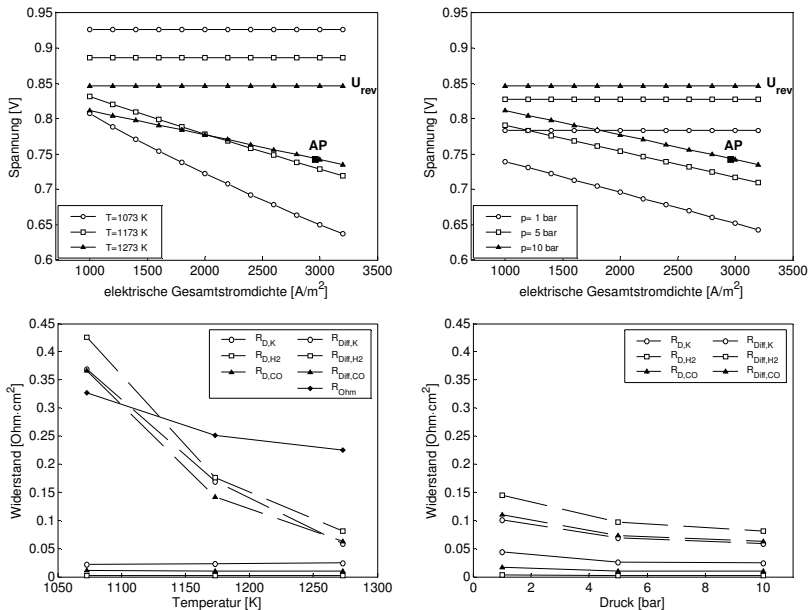 0.95
0.9
0.85
0.8
0.75
0.7
0.65
0.6
Spannung [V]
U_rev
AP
T=1073 K
T=1173 K
T=1273 K
1000 1500 2000 2500 3000 3500
elektrische Gesamtstromdichte [A/m²]
0.95
0.9
0.85
0.8
0.75
0.7
0.65
0.6
Spannung [V]
U_rev
AP
p= 1 bar
p= 5 bar
p=10 bar
1000 1500 2000 2500 3000 3500
elektrische Gesamtstromdichte [A/m²]
0.45
0.4
0.35
0.3
0.25
0.2
0.15
0.1
0.05
0
Widerstand [Ohm·cm²]
R_D,K R_Diff,K
R_D,H2 R_Diff,H2
R_D,CO R_Diff,CO
R_Ohm
1050 1100 1150 1200 1250 1300
Temperatur [K]
0.45
0.4
0.35
0.3
0.25
0.2
0.15
0.1
0.05
0
Widerstand [Ohm·cm²]
R_D,K R_Diff,K
R_D,H2 R_Diff,H2
R_D,CO R_Diff,CO
0 2 4 6 8 10
Druck [bar]